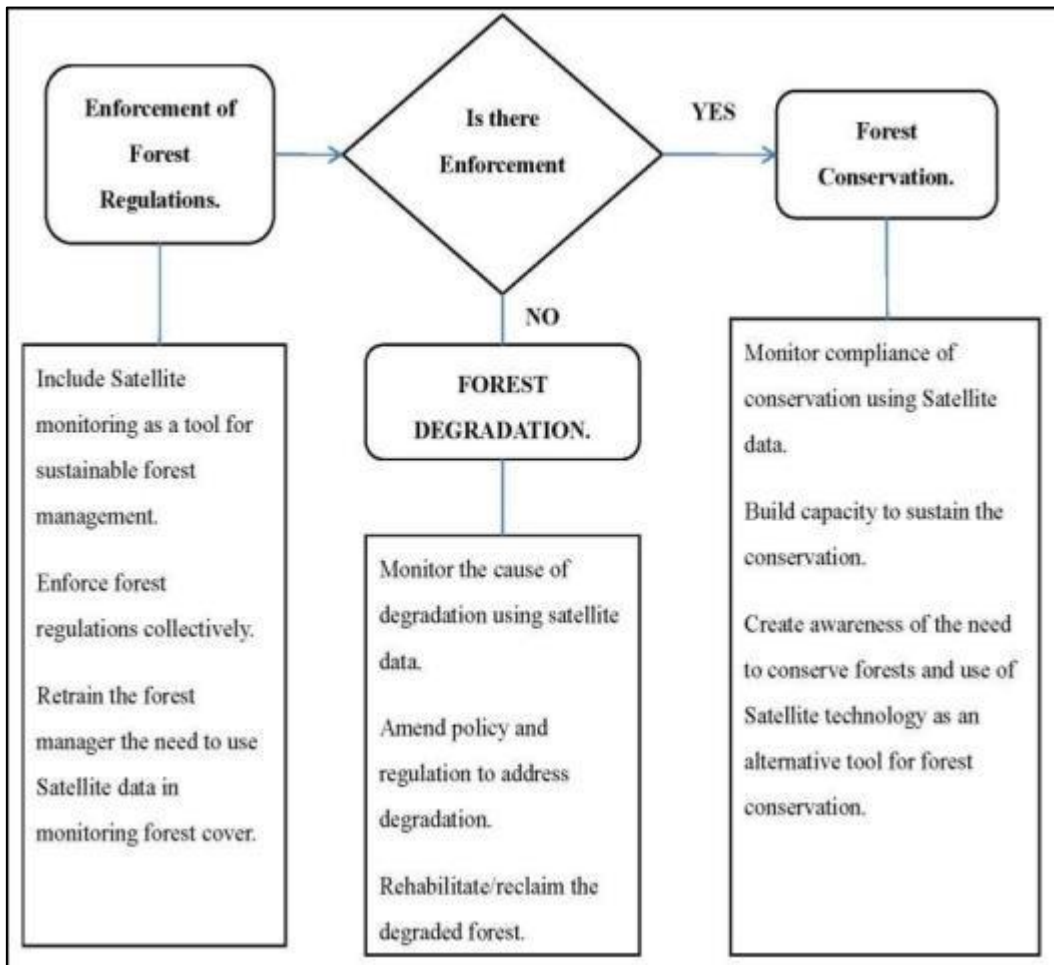 Enforcement of
Forest
Regulations.
Is there
Enforcement
YES
Forest
Conservation.
NO
FOREST
DEGRADATION.
Include Satellite
monitoring as a tool for
sustainable forest
management.
Enforce forest
regulations collectively.
Retrain the forest
manager the need to use
Satellite data in
monitoring forest cover.
Monitor the cause of
degradation using satellite
data.
Amend policy and
regulation to address
degradation.
Rehabilitate/reclaim the
degraded forest.
Monitor compliance of
conservation using Satellite
data.
Build capacity to sustain the
conservation.
Create awareness of the need
to conserve forests and use of
Satellite technology as an
alternative tool for forest
conservation.